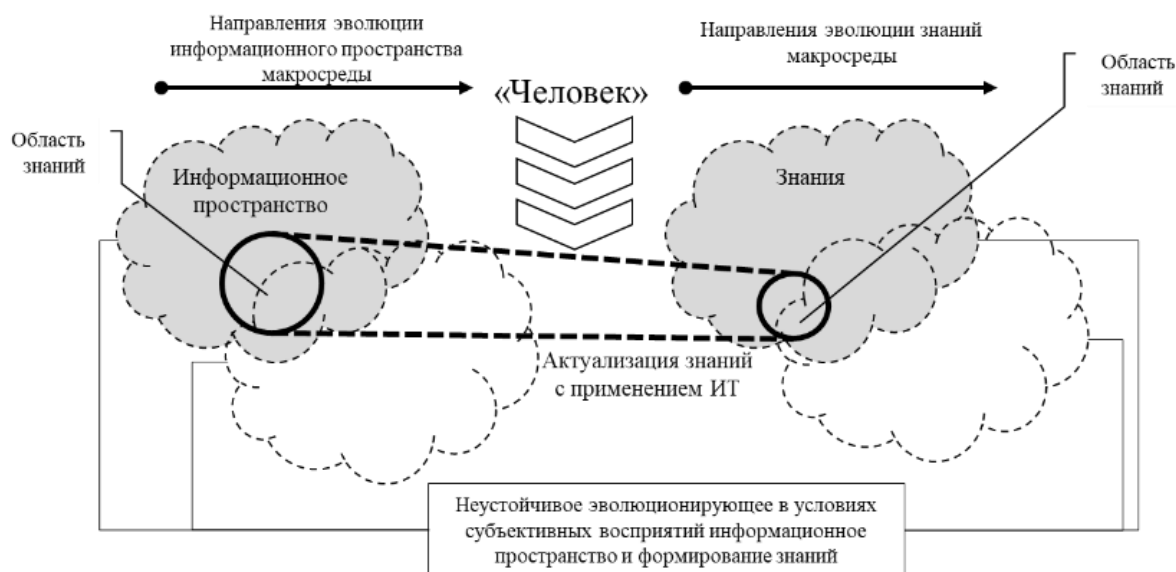 Направления эволюции
информационного пространства
макросреды
Направления эволюции знаний
макросреды
Область
знаний
«Человек»
Область
знаний
Информационное
пространство
Знания
Актуализация знаний
с применением ИТ
Неустойчивое эволюционирующее в условиях
субъективных восприятий информационное
пространство и формирование знаний